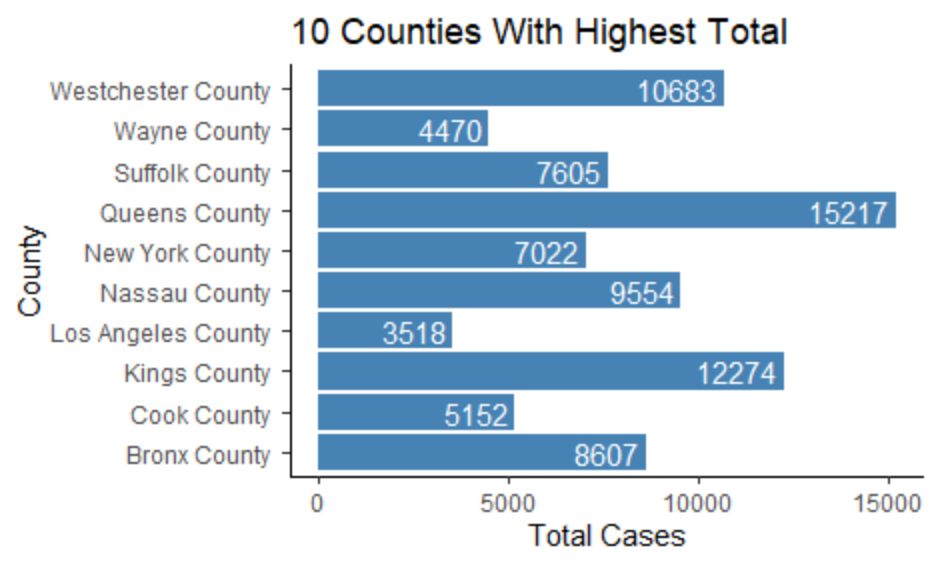 10 Counties With Highest Total
County
Westchester County 10683
Wayne County 4470
Suffolk County 7605
Queens County 15217
New York County 7022
Nassau County 9554
Los Angeles County 3518
Kings County 12274
Cook County 5152
Bronx County 8607
0 5000 10000 15000
Total Cases